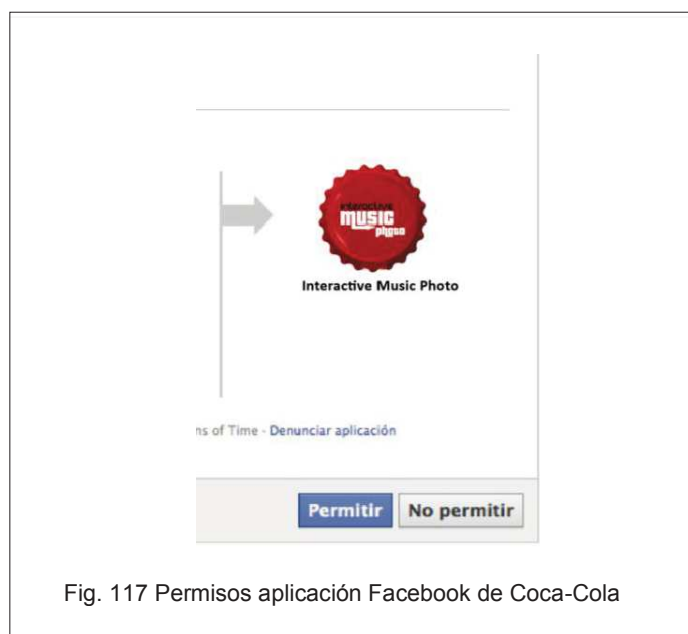 interactive
music
photo
Interactive Music Photo
ns of Time - Denunciar aplicación
Permitir
No permitir
Fig. 117 Permisos aplicación Facebook de Coca-Cola